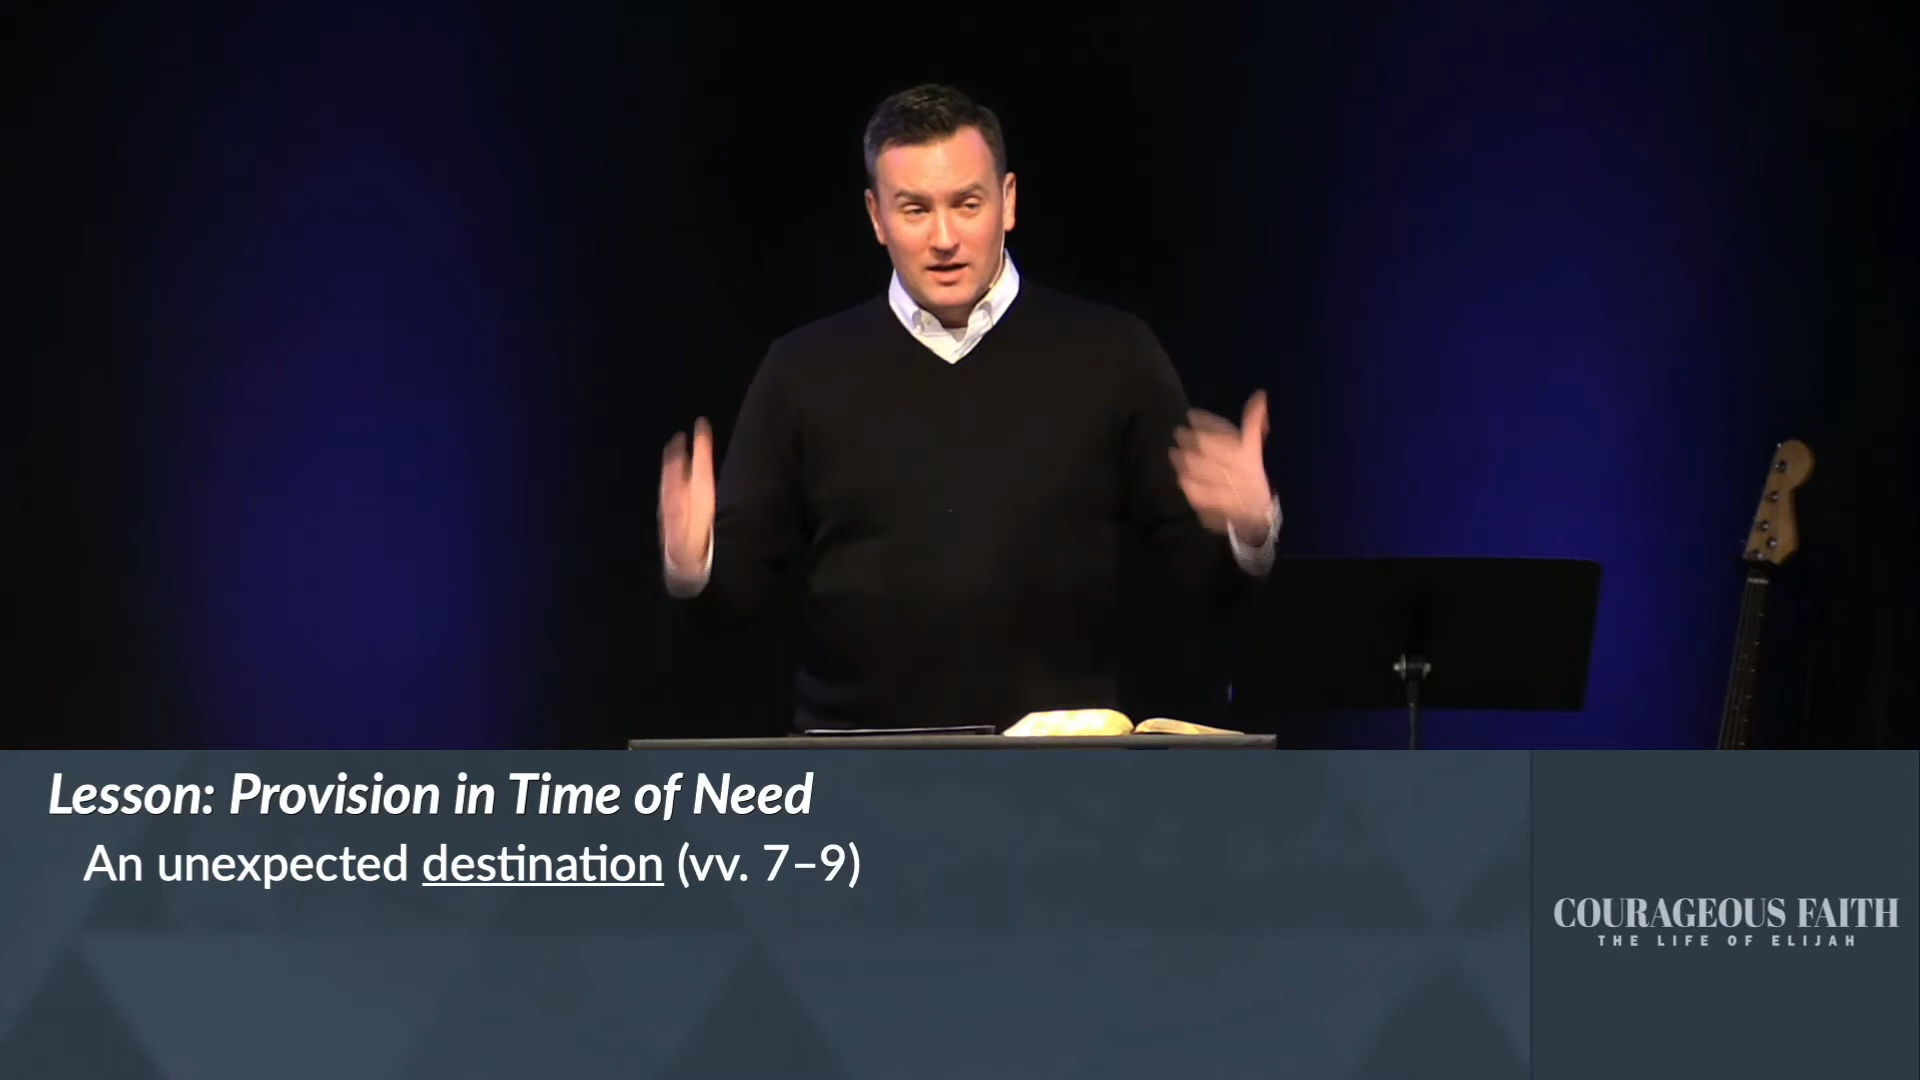 Lesson: Provision in Time of Need
An unexpected destination (vv. 7–9)
COURAGEOUS FAITH
THE LIFE OF ELIJAH